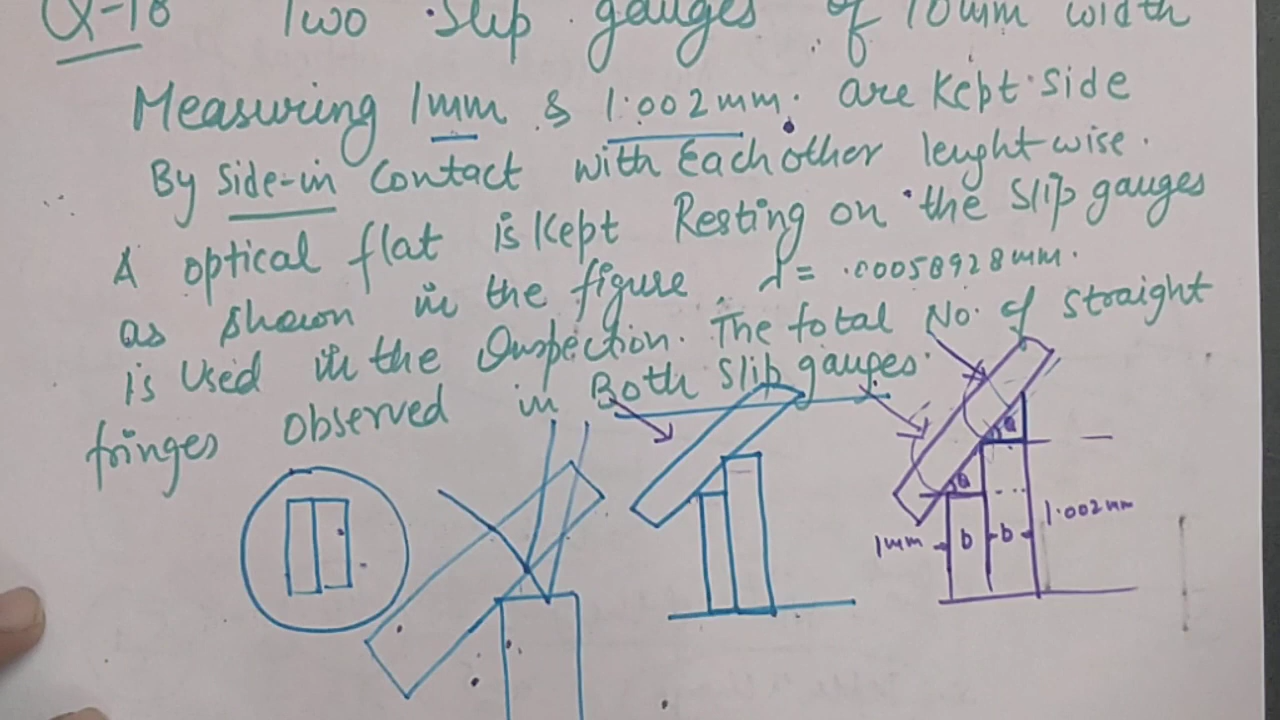 Q-18 Two slip gauges of 10mm width
Measuring 1mm & 1.002mm. are kept side
By side-in contact with Each other lenght wise.
A optical flat is kept Resting on the slip gauges
as shown in the figure. λ = .00058928mm.
is Used in the Inspection. The total No. of straight
fringes observed in Both slip gauges.
θ
θ
1mm b b 1.002mm